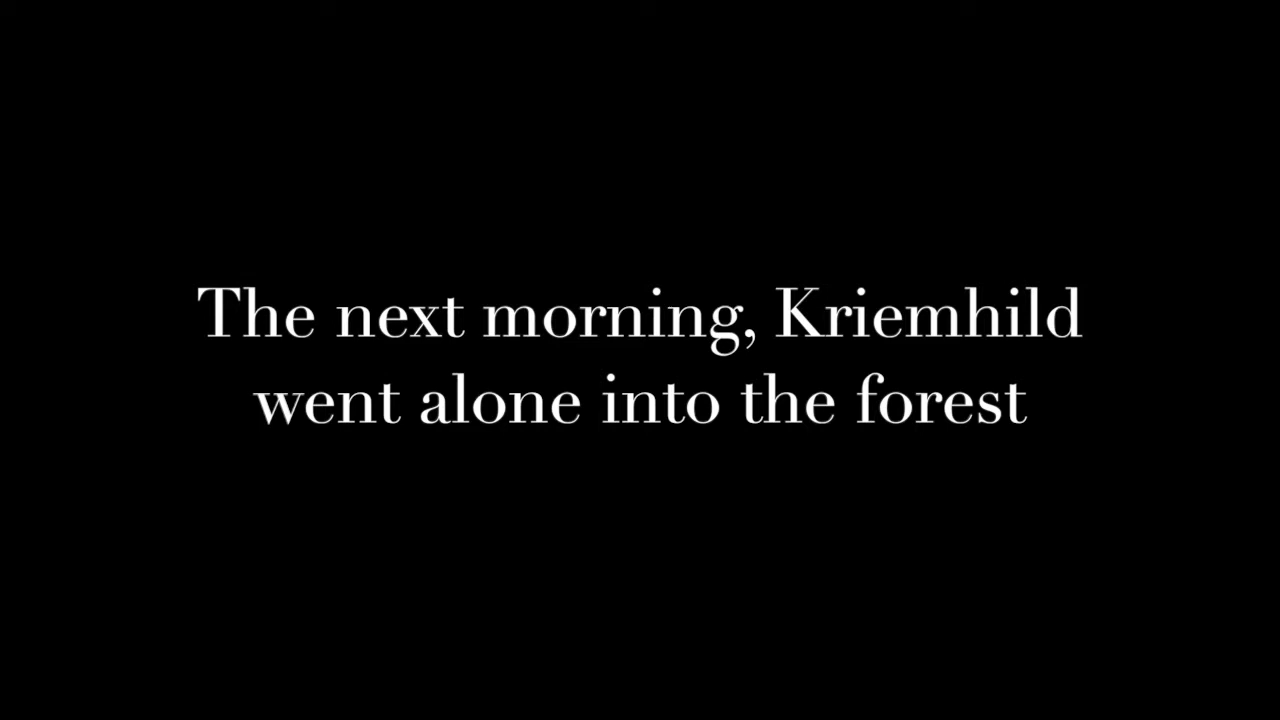 The next morning, Kriemhild
went alone into the forest